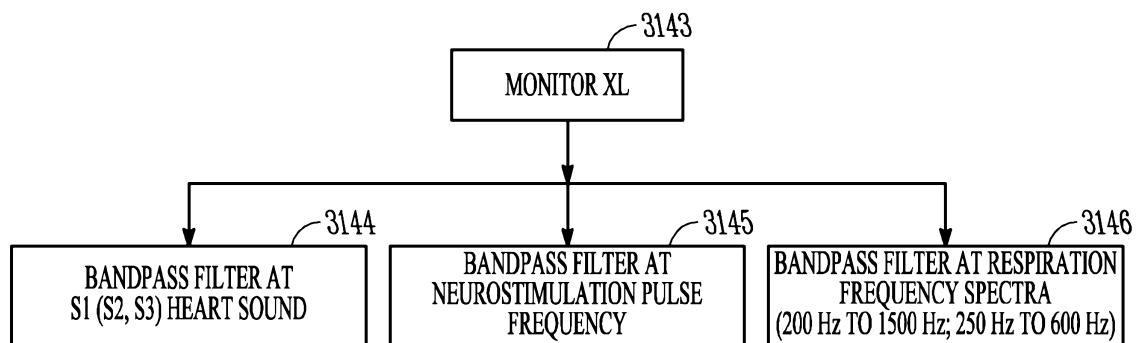 3143
MONITOR XL
3144
BANDPASS FILTER AT
S1 (S2, S3) HEART SOUND
3145
BANDPASS FILTER AT
NEUROSTIMULATION PULSE
FREQUENCY
3146
BANDPASS FILTER AT RESPIRATION
FREQUENCY SPECTRA
(200 Hz TO 1500 Hz; 250 Hz TO 600 Hz)